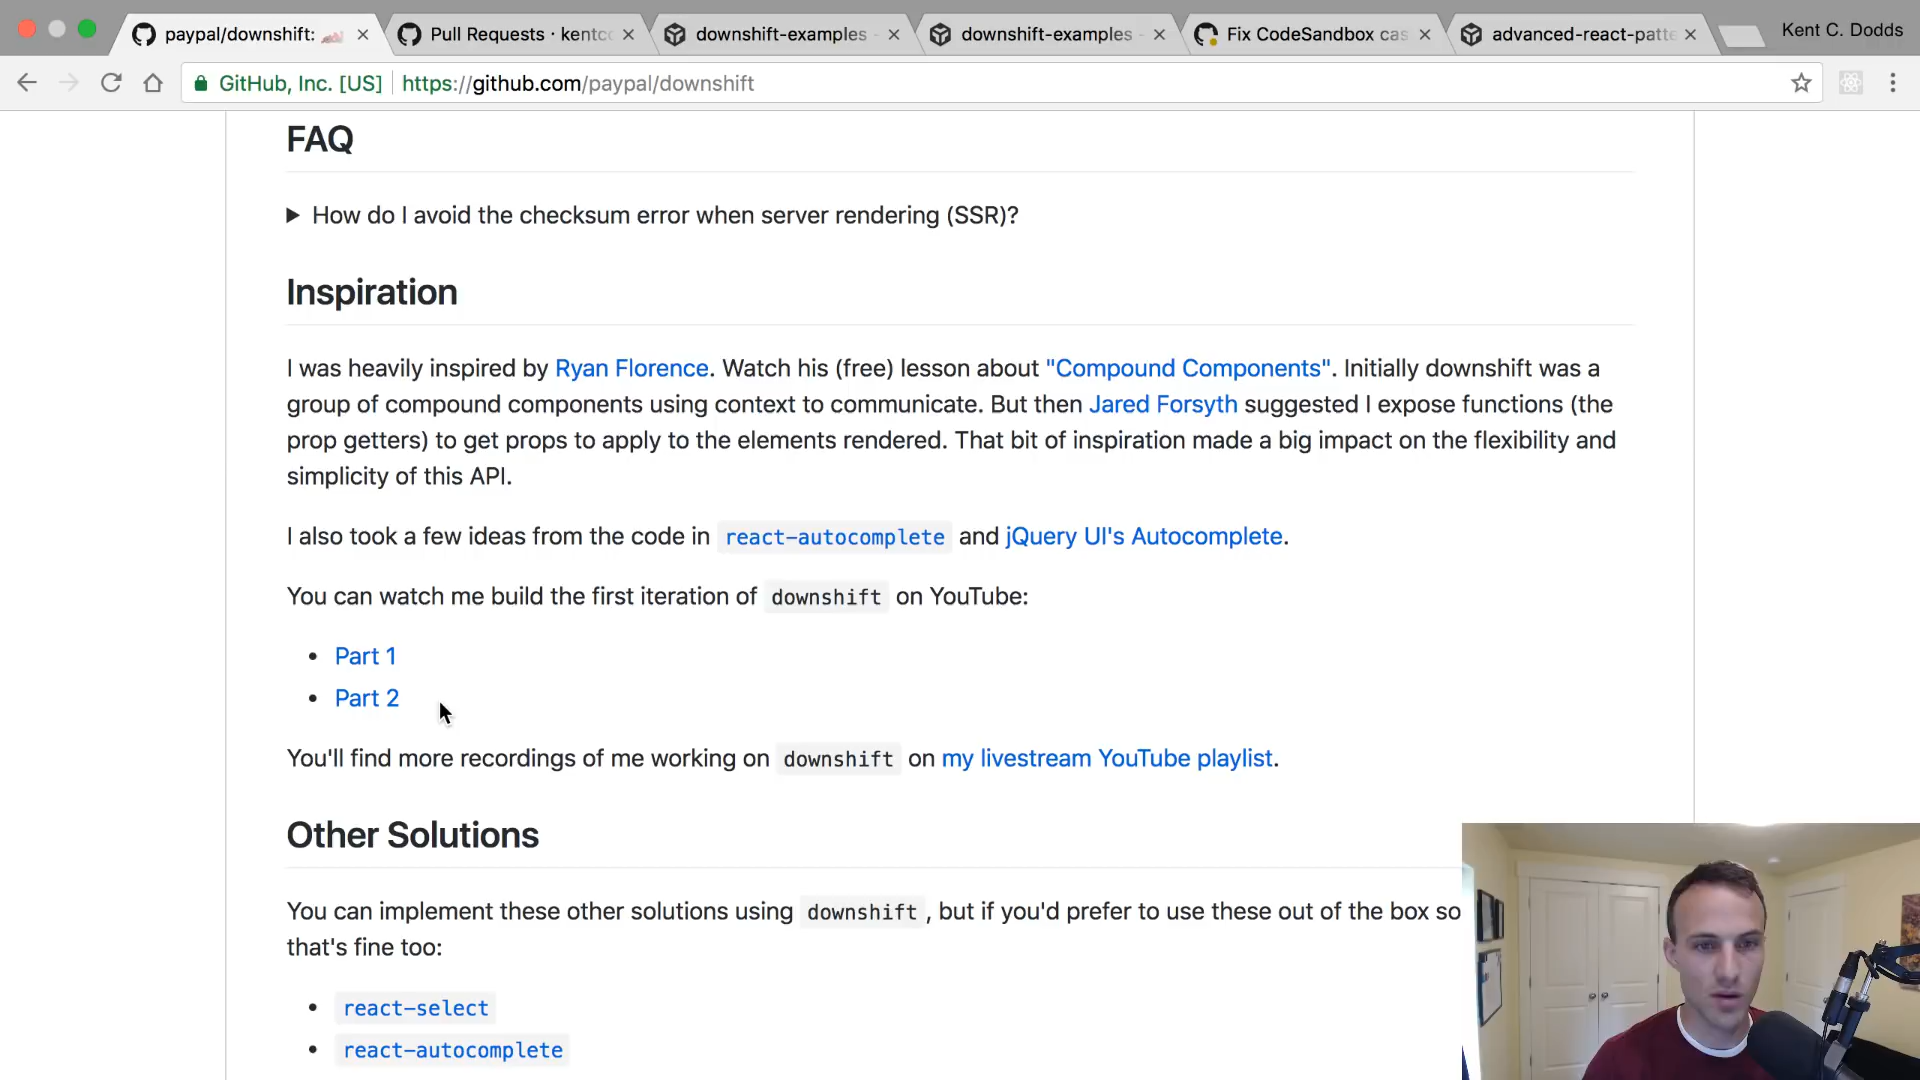 paypal/downshift:
Pull Requests · kentcc
downshift-examples
downshift-examples -
Fix CodeSandbox cas
advanced-react-patte
Kent C. Dodds
GitHub, Inc. [US] https://github.com/paypal/downshift
FAQ
How do I avoid the checksum error when server rendering (SSR)?
Inspiration
I was heavily inspired by Ryan Florence. Watch his (free) lesson about "Compound Components". Initially downshift was a
group of compound components using context to communicate. But then Jared Forsyth suggested I expose functions (the
prop getters) to get props to apply to the elements rendered. That bit of inspiration made a big impact on the flexibility and
simplicity of this API.
I also took a few ideas from the code in react-autocomplete and jQuery UI's Autocomplete.
You can watch me build the first iteration of downshift on YouTube:
• Part 1
• Part 2
You'll find more recordings of me working on downshift on my livestream YouTube playlist.
Other Solutions
You can implement these other solutions using downshift , but if you'd prefer to use these out of the box so
that's fine too:
• react-select
• react-autocomplete